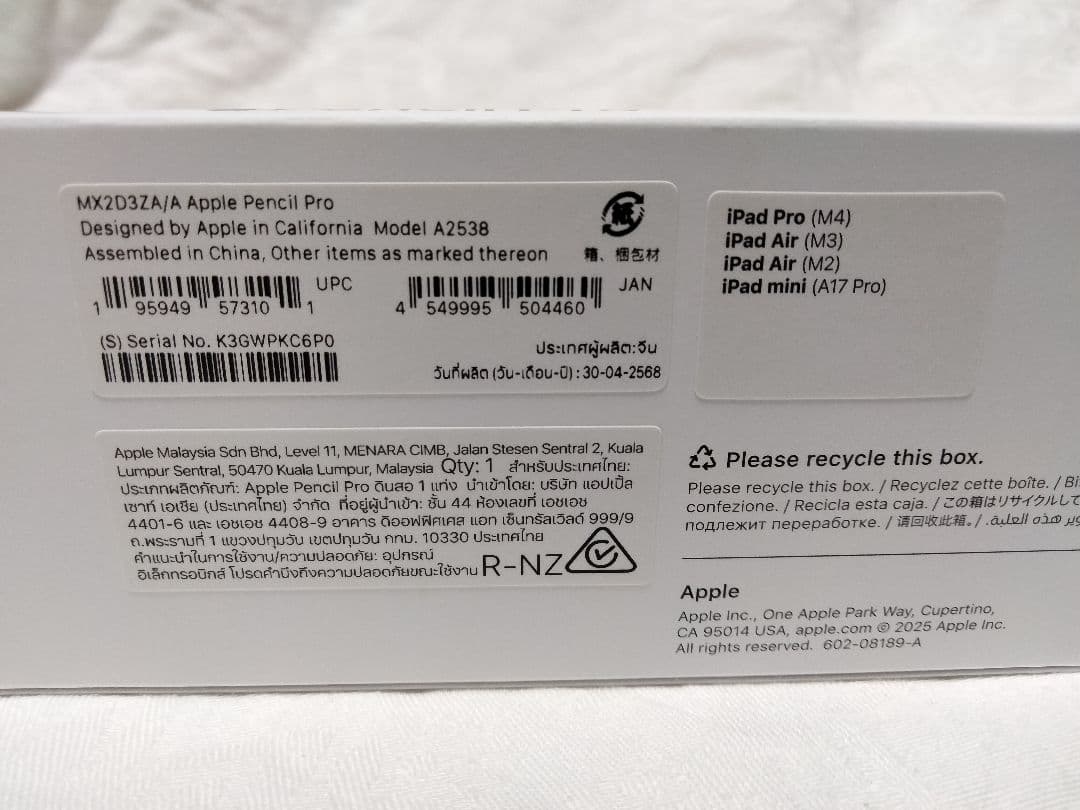 MX2D3ZA/A Apple Pencil Pro
Designed by Apple in California Model A2538
Assembled in China, Other items as marked thereon
紙
箱、梱包材
UPC
1 95949 57310 1
JAN
4 549995 504460
(S) Serial No. K3GWPKC6P0
ประเทศผู้ผลิต:จีน
วันที่ผลิต (วัน-เดือน-ปี) : 30-04-2568
iPad Pro (M4)
iPad Air (M3)
iPad Air (M2)
iPad mini (A17 Pro)
Apple Malaysia Sdn Bhd, Level 11, MENARA CIMB, Jalan Stesen Sentral 2, Kuala
Lumpur Sentral, 50470 Kuala Lumpur, Malaysia Qty: 1 สำหรับประเทศไทย:
ประเภทผลิตภัณฑ์: Apple Pencil Pro ดินสอ 1 แท่ง นำเข้าโดย: บริษัท แอปเปิ้ล
เซาท์ เอเชีย (ประเทศไทย) จำกัด ที่อยู่ผู้นำเข้า: ชั้น 44 ห้องเลขที่ เอชเอช
4401-6 และ เอชเอช 4408-9 อาคาร ดิออฟฟิศเศส แอท เซ็นทรัลเวิลด์ 999/9
ถ.พระรามที่ 1 แขวงปทุมวัน เขตปทุมวัน กทม. 10330 ประเทศไทย
คำแนะนำในการใช้งาน/ความปลอดภัย: อุปกรณ์
อิเล็กทรอนิกส์ โปรดคำนึงถึงความปลอดภัยขณะใช้งาน R-NZ
Please recycle this box.
Please recycle this box. / Recyclez cette boîte. /
confezione. / Recicla esta caja. / この箱はリサイクルして
подлежит переработке. / 请回收此箱。/ هذه العلبة.
Apple
Apple Inc., One Apple Park Way, Cupertino,
CA 95014 USA, apple.com © 2025 Apple Inc.
All rights reserved. 602-08189-A